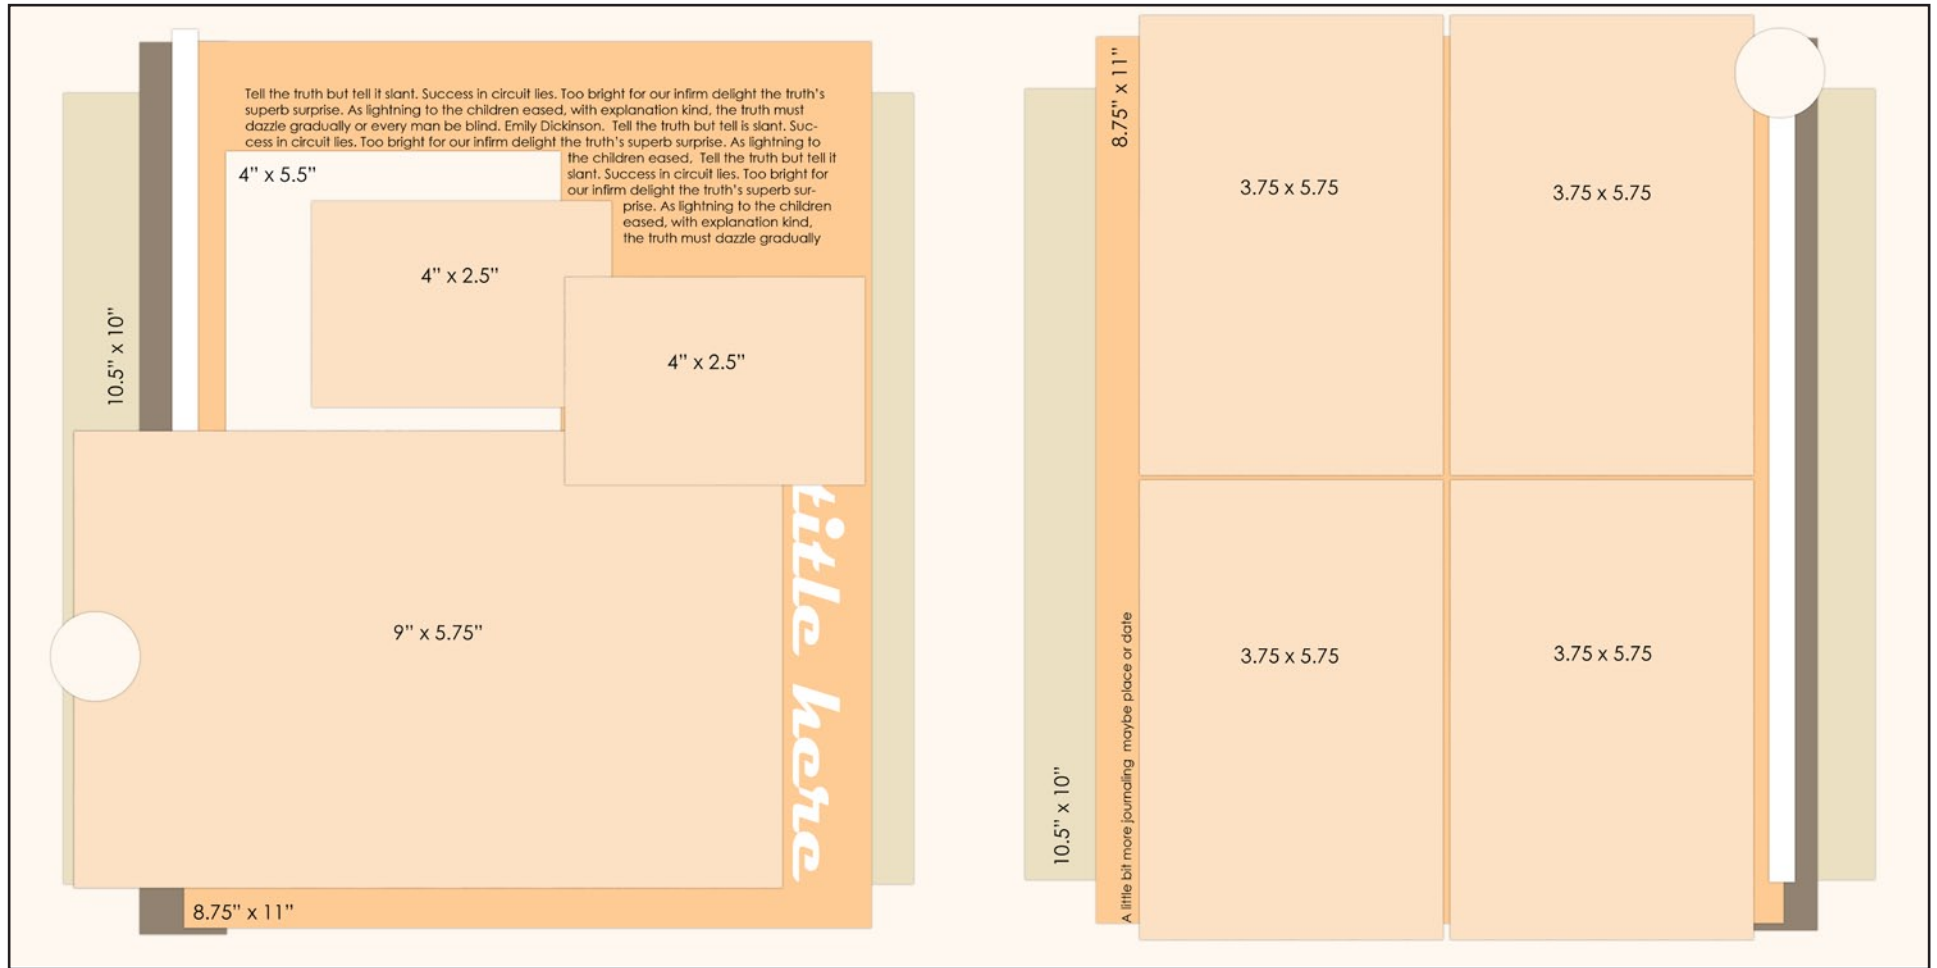 Tell the truth but tell it slant. Success in circuit lies. Too bright for our infirm delight the truth's
superb surprise. As lightning to the children eased, with explanation kind, the truth must
dazzle gradually or every man be blind. Emily Dickinson. Tell the truth but tell is slant. Suc-
cess in circuit lies. Too bright for our infirm delight the truth's superb surprise. As lightning to
the children eased, Tell the truth but tell it
slant. Success in circuit lies. Too bright for
our infirm delight the truth's superb sur-
prise. As lightning to the children
eased, with explanation kind,
the truth must dazzle gradually
4” x 5.5”
4” x 2.5”
4” x 2.5”
10.5” x 10”
9” x 5.75”
title here
8.75” x 11”
8.75” x 11”
3.75 x 5.75
3.75 x 5.75
3.75 x 5.75
3.75 x 5.75
A little bit more journaling maybe place or date
10.5” x 10”